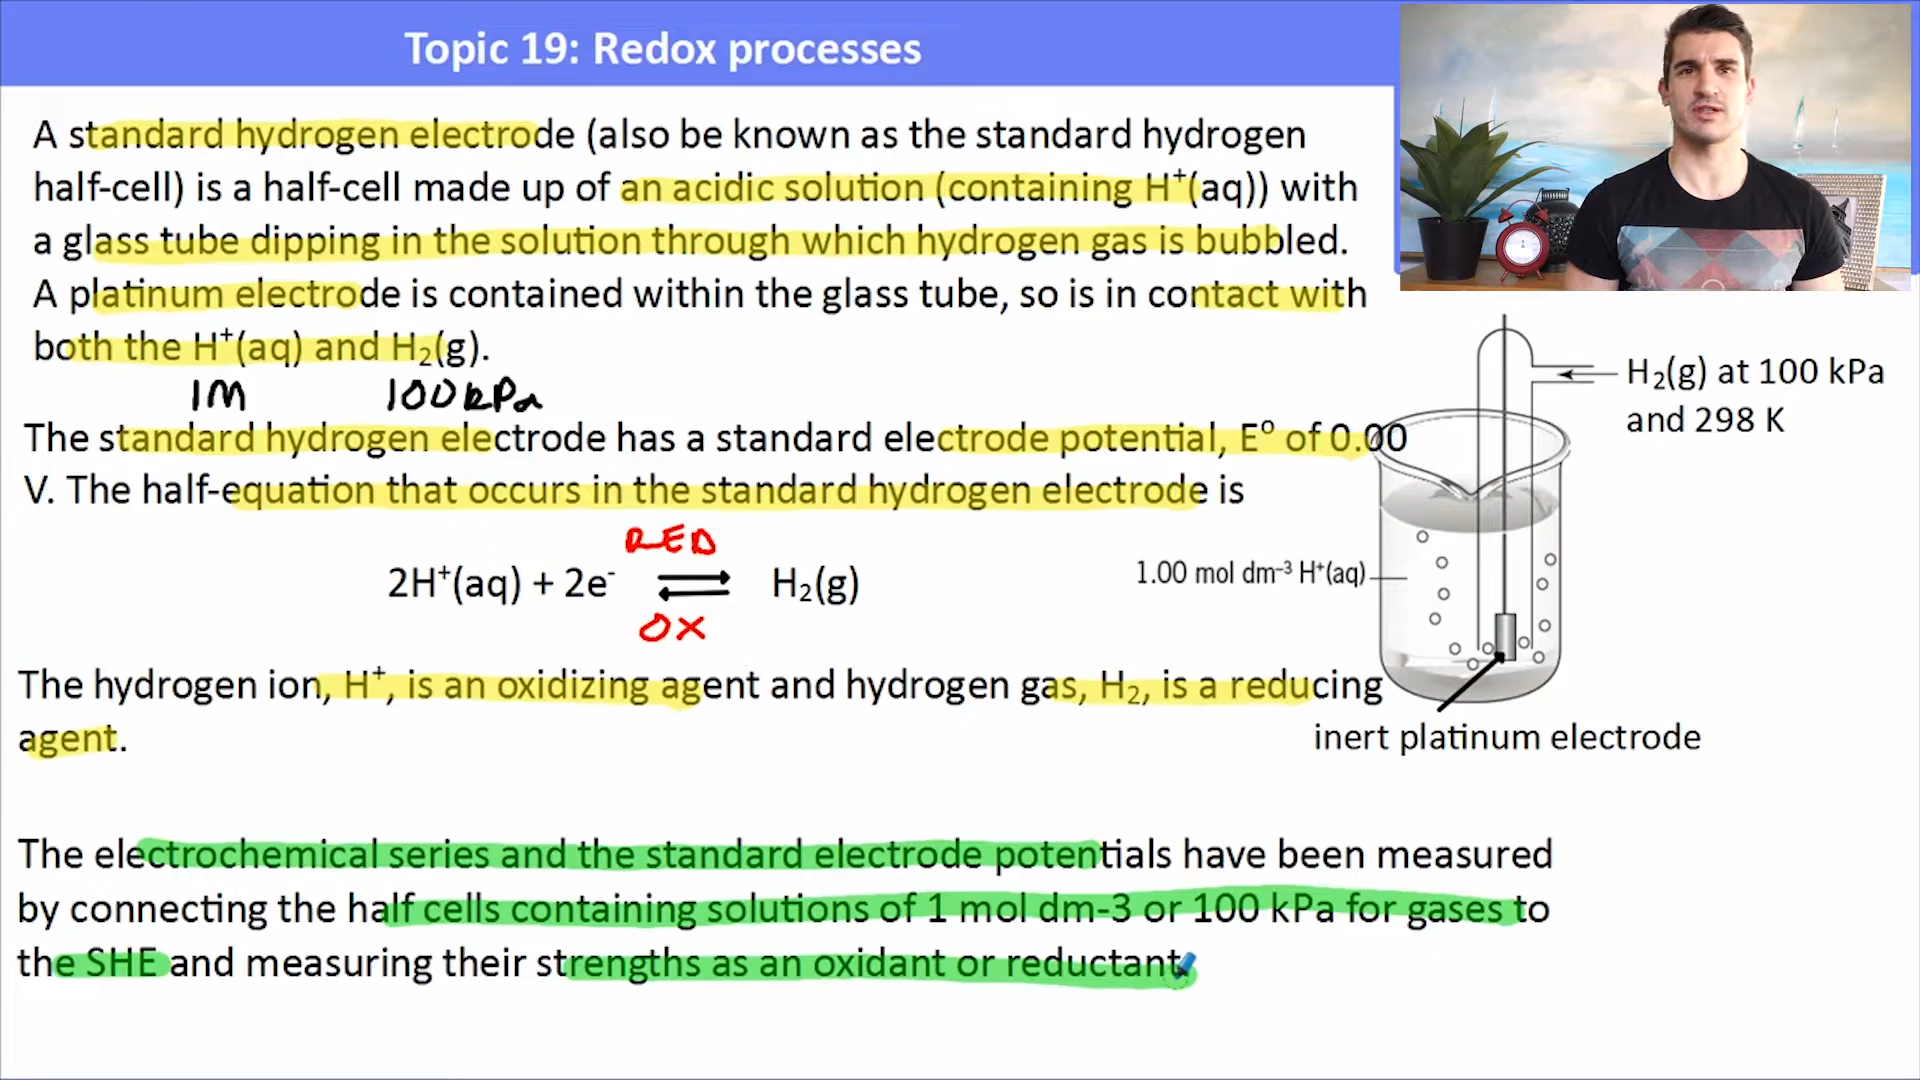 Topic 19: Redox processes
A standard hydrogen electrode (also be known as the standard hydrogen
half-cell) is a half-cell made up of an acidic solution (containing H⁺(aq)) with
a glass tube dipping in the solution through which hydrogen gas is bubbled.
A platinum electrode is contained within the glass tube, so is in contact with
both the H⁺(aq) and H₂(g).
1M 100kPa
The standard hydrogen electrode has a standard electrode potential, Eº of 0.00
V. The half-equation that occurs in the standard hydrogen electrode is
RED
2H⁺(aq) + 2e⁻ ⇌ H₂(g)
OX
The hydrogen ion, H⁺, is an oxidizing agent and hydrogen gas, H₂, is a reducing
agent.
The electrochemical series and the standard electrode potentials have been measured
by connecting the half cells containing solutions of 1 mol dm-3 or 100 kPa for gases to
the SHE and measuring their strengths as an oxidant or reductant.
H₂(g) at 100 kPa
and 298 K
1.00 mol dm⁻³ H⁺(aq)
inert platinum electrode